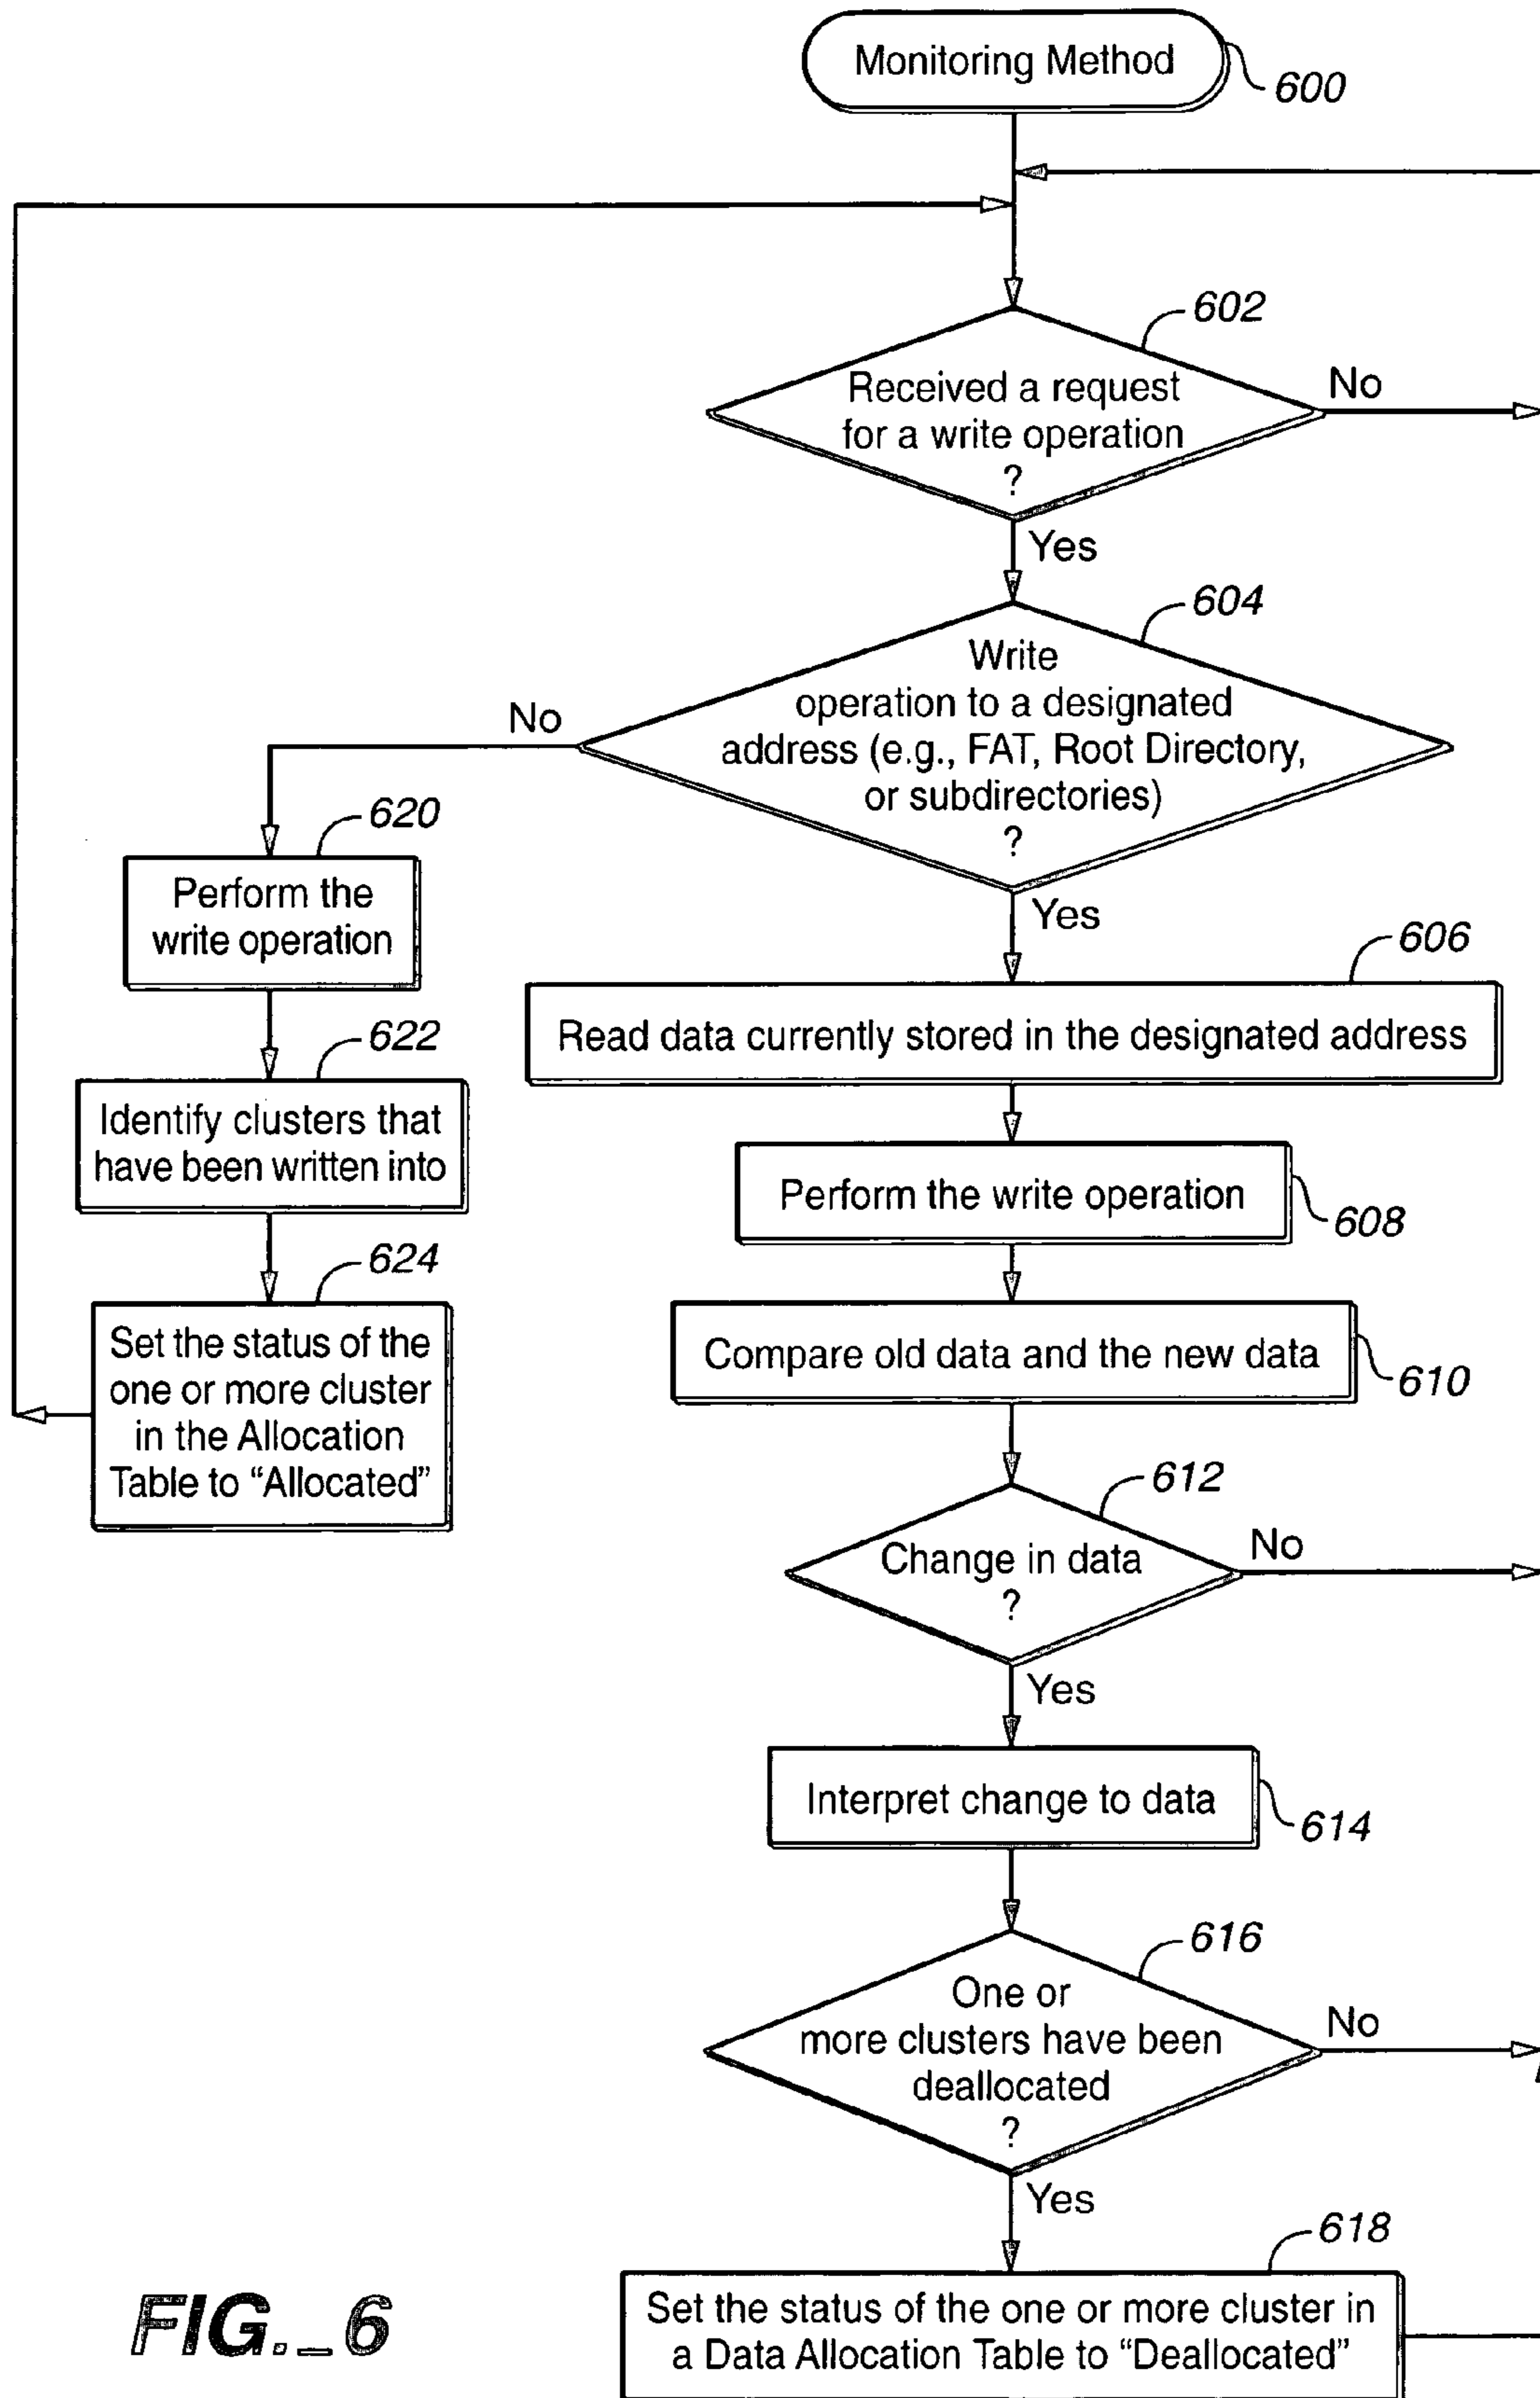 Monitoring Method
600
602
Received a request
for a write operation
?
No
Yes
604
Write
operation to a designated
address (e.g., FAT, Root Directory,
or subdirectories)
?
No
Yes
620
Perform the
write operation
606
Read data currently stored in the designated address
622
Identify clusters that
have been written into
Perform the write operation
608
624
Set the status of the
one or more cluster
in the Allocation
Table to “Allocated”
Compare old data and the new data
610
612
Change in data
?
No
Yes
Interpret change to data
614
616
One or
more clusters have been
deallocated
?
No
Yes
618
Set the status of the one or more cluster in
a Data Allocation Table to “Deallocated”
FIG._6